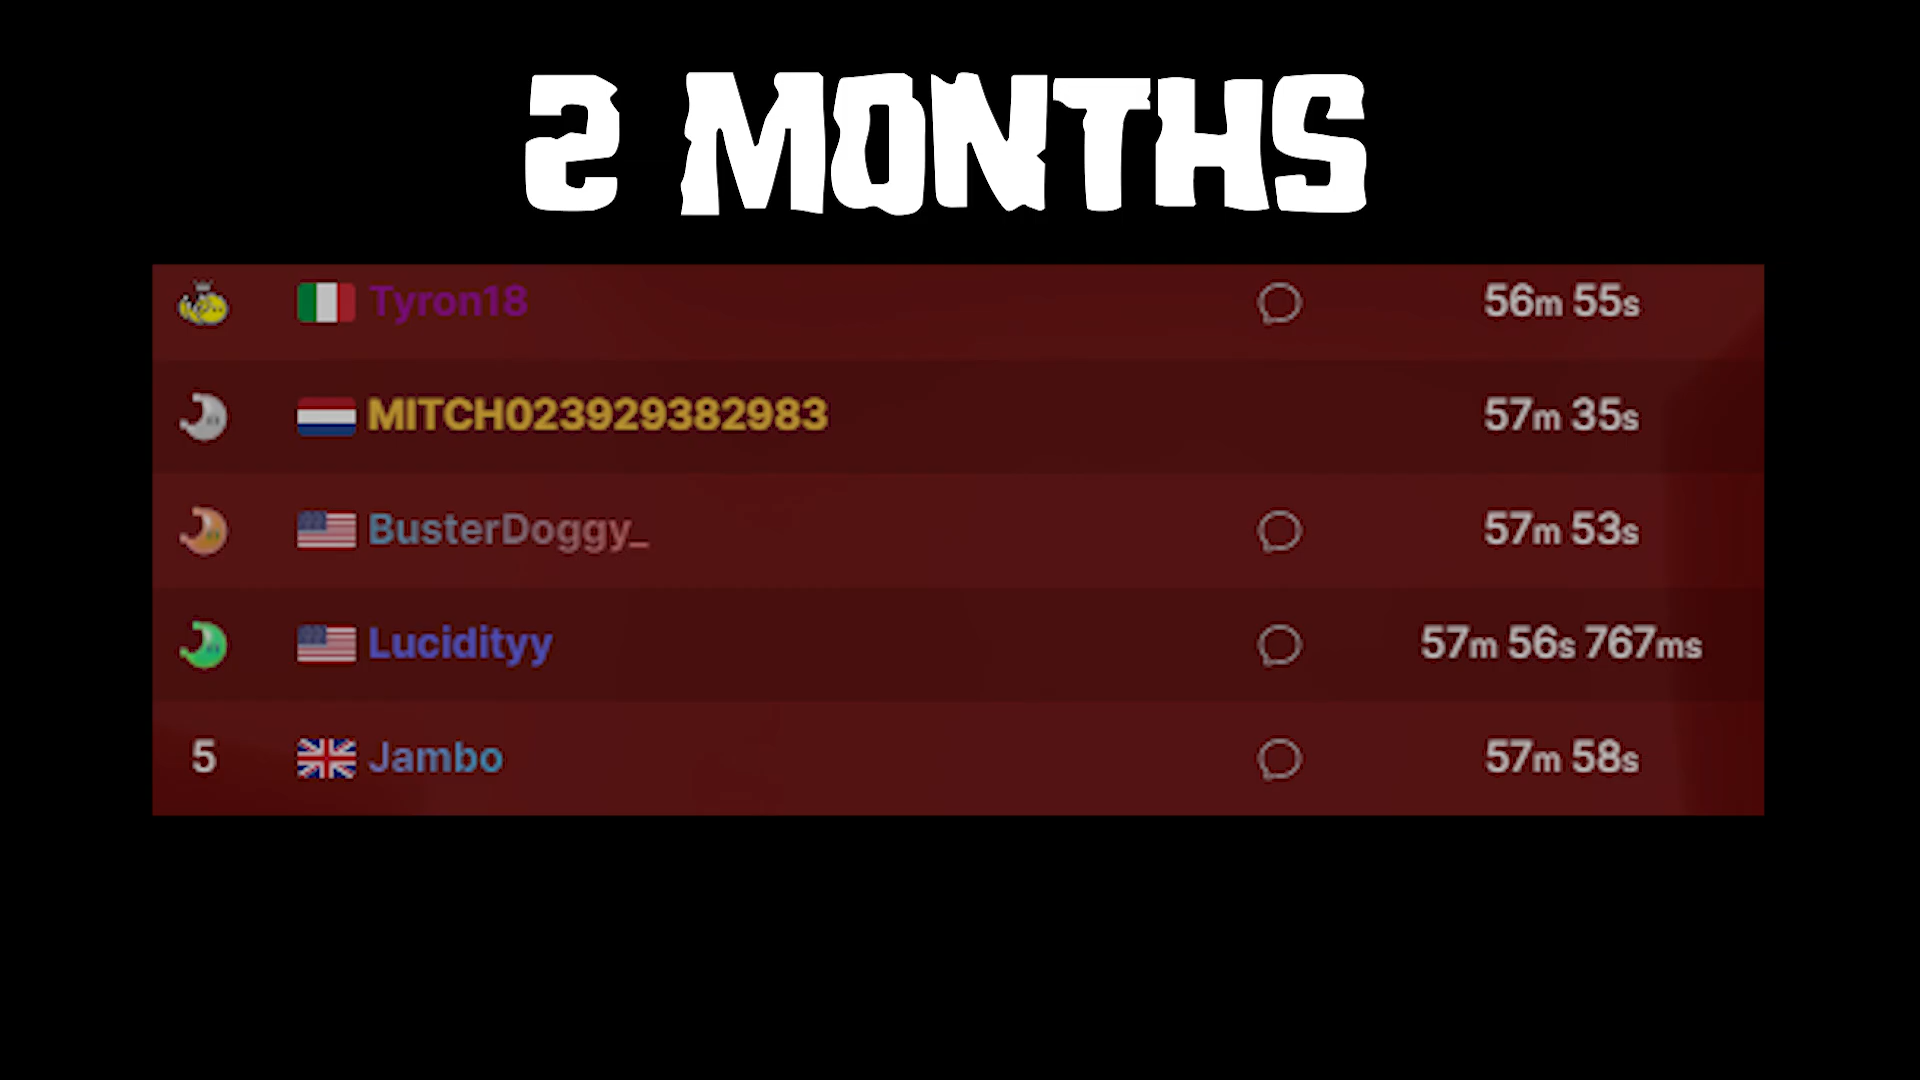 2 MONTHS
Tyron18 56m 55s
MITCH023929382983 57m 35s
BusterDoggy_ 57m 53s
Lucidityy 57m 56s 767ms
5 Jambo 57m 58s